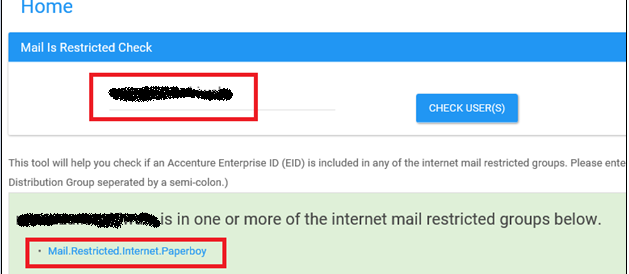 Home
Mail Is Restricted Check
CHECK USER(S)
This tool will help you check if an Accenture Enterprise ID (EID) is included in any of the internet mail restricted groups. Please ente
Distribution Group seperated by a semi-colon.)
is in one or more of the internet mail restricted groups below.
• Mail.Restricted.Internet.Paperboy